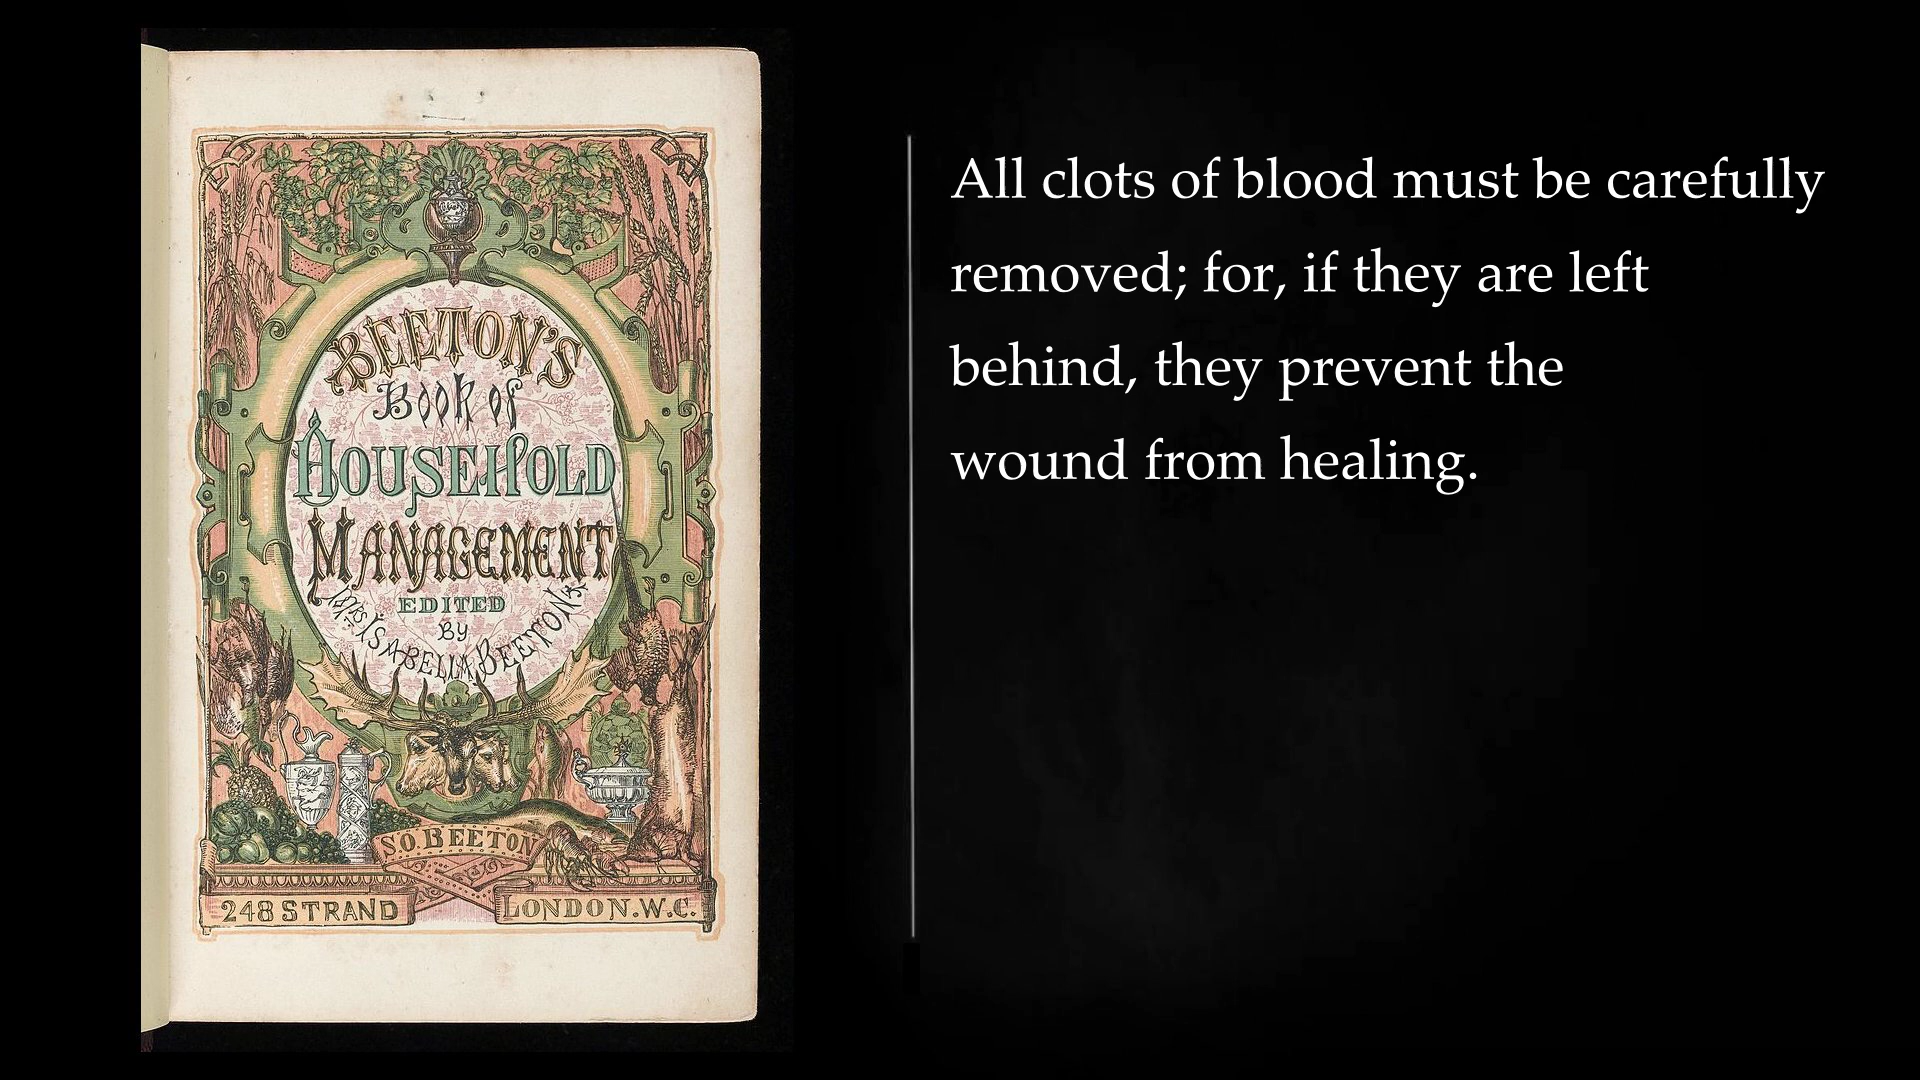 BEETON'S
Book of
HOUSEHOLD
MANAGEMENT
EDITED
BY
MRS ISABELLA BEETON
S.O. BEETON
248 STRAND
LONDON. W.C.
All clots of blood must be carefully
removed; for, if they are left
behind, they prevent the
wound from healing.